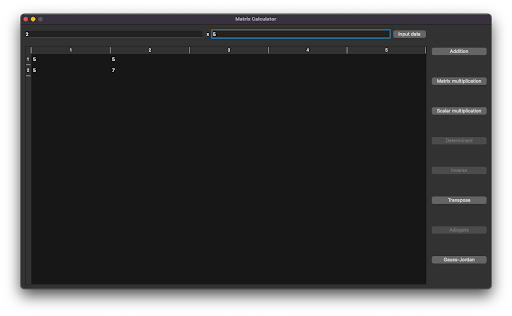 Matrix Calculator
2 x 5 Input data
1 2 3 4 5
1 5 5
2 5 7
Addition
Matrix multiplication
Scalar multiplication
Determinant
Inverse
Transpose
Adjugate
Gauss-Jordan